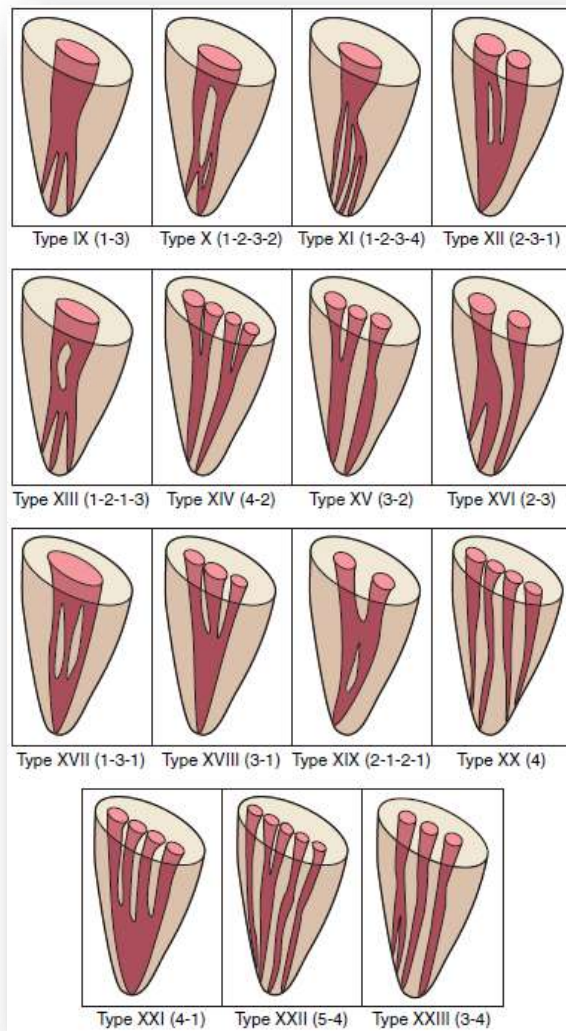 Type IX (1-3) Type X (1-2-3-2) Type XI (1-2-3-4) Type XII (2-3-1)
Type XIII (1-2-1-3) Type XIV (4-2) Type XV (3-2) Type XVI (2-3)
Type XVII (1-3-1) Type XVIII (3-1) Type XIX (2-1-2-1) Type XX (4)
Type XXI (4-1) Type XXII (5-4) Type XXIII (3-4)